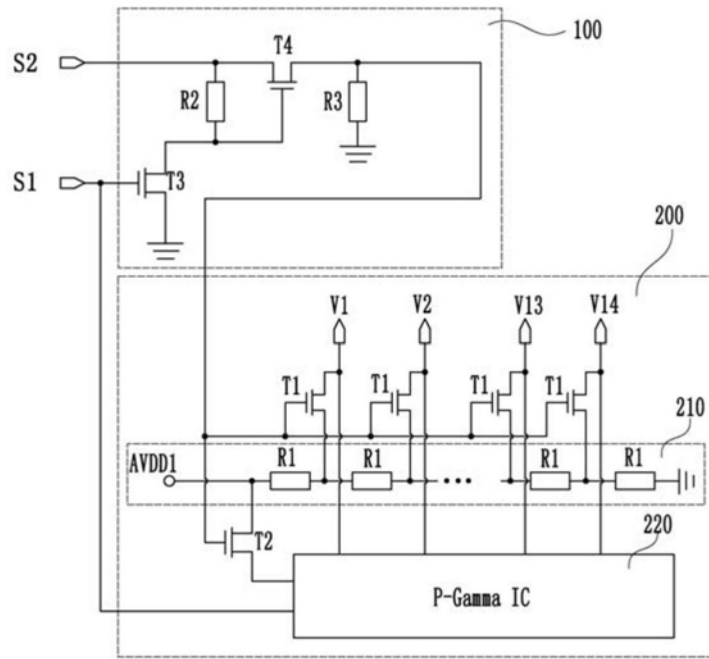 100
T4
S2
R2
R3
S1
T3
200
V1
V2
V13
V14
T1
T1
T1
T1
210
AVDD1
R1
R1
R1
R1
T2
220
P-Gamma IC